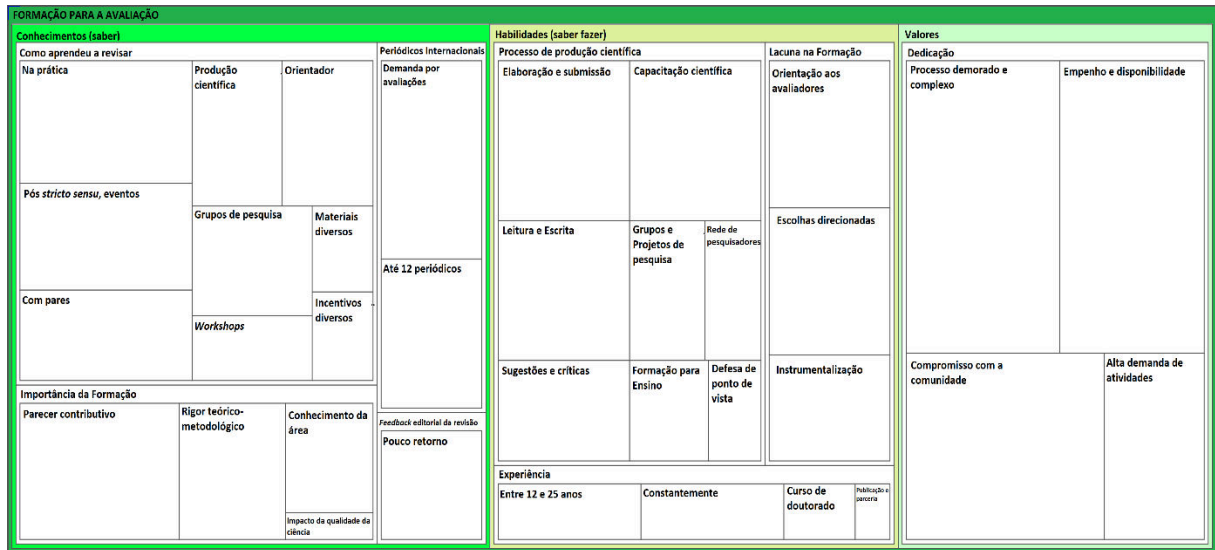 FORMAÇÃO PARA A AVALIAÇÃO
Conhecimentos (saber)
Como aprendeu a revisar
Na prática
Produção
científica
Orientador
Pós stricto sensu, eventos
Grupos de pesquisa
Materiais
diversos
Com pares
Workshops
Incentivos
diversos
Periódicos Internacionais
Demanda por
avaliações
Até 12 periódicos
Importância da Formação
Parecer contributivo
Rigor teórico-
metodológico
Conhecimento da
área
Impacto da qualidade da
ciência
Feedback editorial da revisão
Pouco retorno
Habilidades (saber fazer)
Processo de produção científica
Elaboração e submissão
Capacitação científica
Leitura e Escrita
Grupos e
Projetos de
pesquisa
Rede de
pesquisadores
Sugestões e críticas
Formação para
Ensino
Defesa de
ponto de
vista
Lacuna na Formação
Orientação aos
avaliadores
Escolhas direcionadas
Instrumentalização
Experiência
Entre 12 e 25 anos
Constantemente
Curso de
doutorado
Publicação e
parceria
Valores
Dedicação
Processo demorado e
complexo
Empenho e disponibilidade
Compromisso com a
comunidade
Alta demanda de
atividades